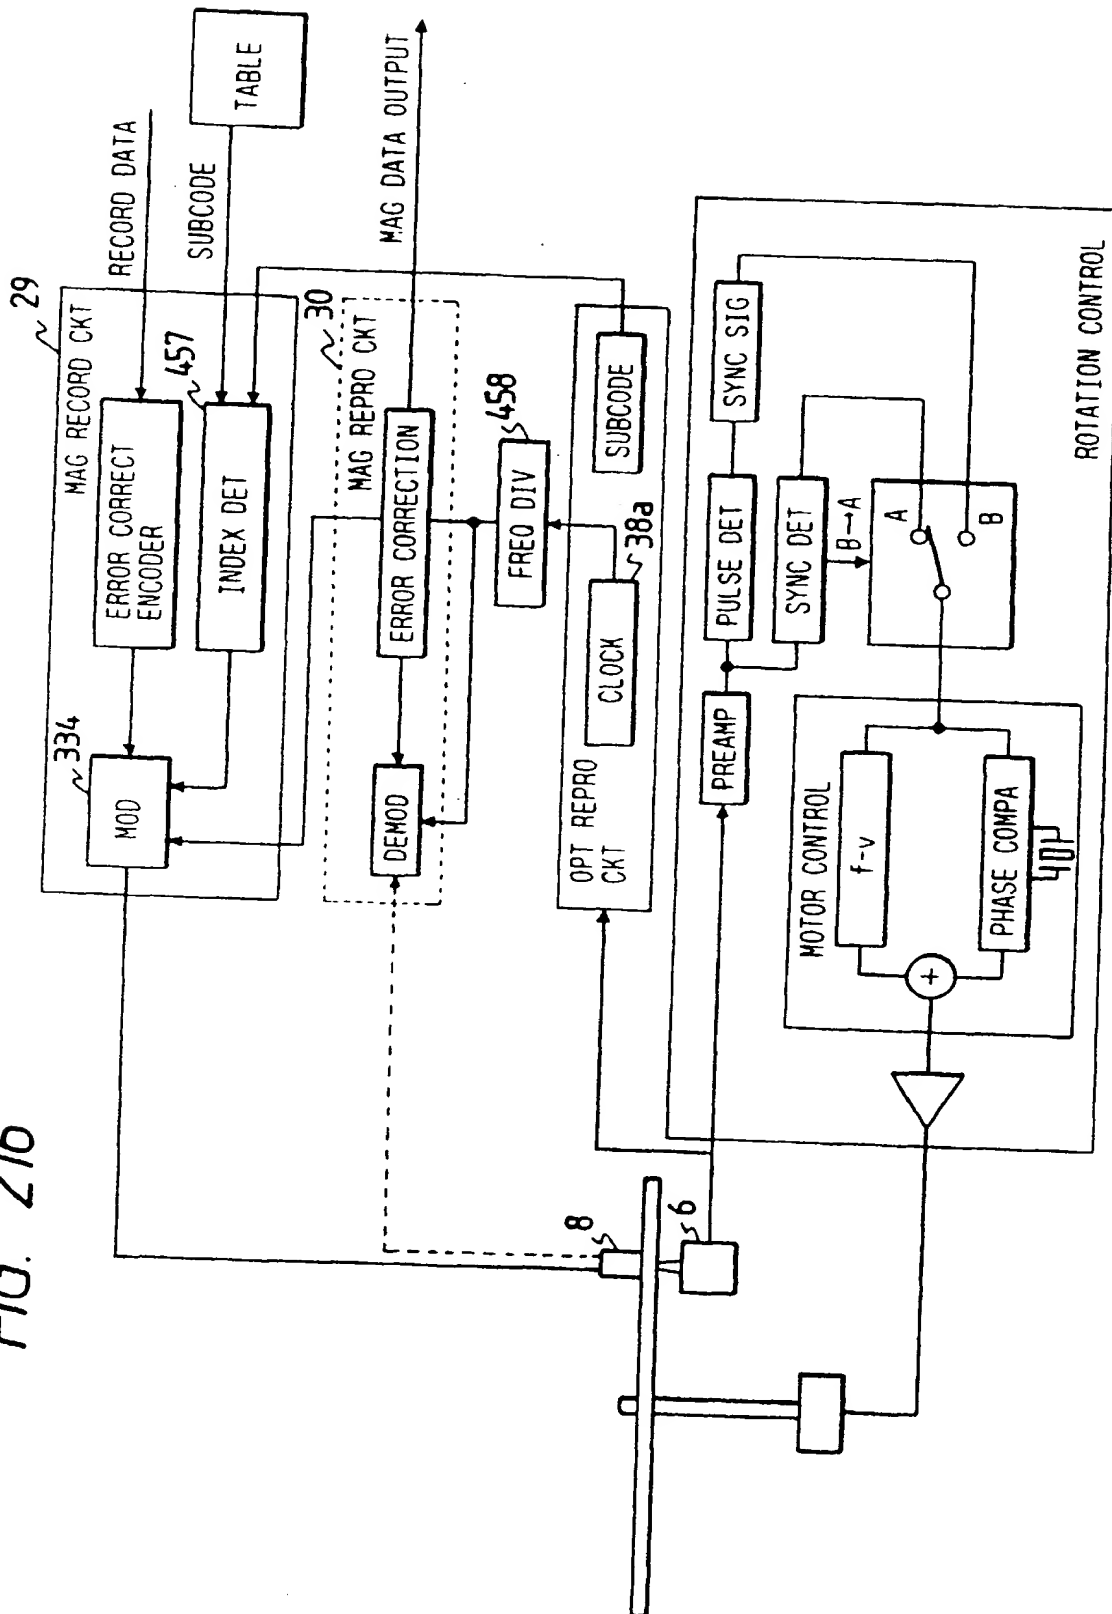 FIG. 216
29
MAG RECORD CKT
334
MOD
ERROR CORRECT
ENCODER
457
INDEX DET
RECORD DATA
SUBCODE
TABLE
30
MAG REPRO CKT
DEMOD
ERROR CORRECTION
MAG DATA OUTPUT
458
FREQ DIV
OPT REPRO
CKT
CLOCK
38a
SUBCODE
8
6
PREAMP
PULSE DET
SYNC SIG
SYNC DET
B→A
A
B
MOTOR CONTROL
f-v
PHASE COMPA
+
ROTATION CONTROL